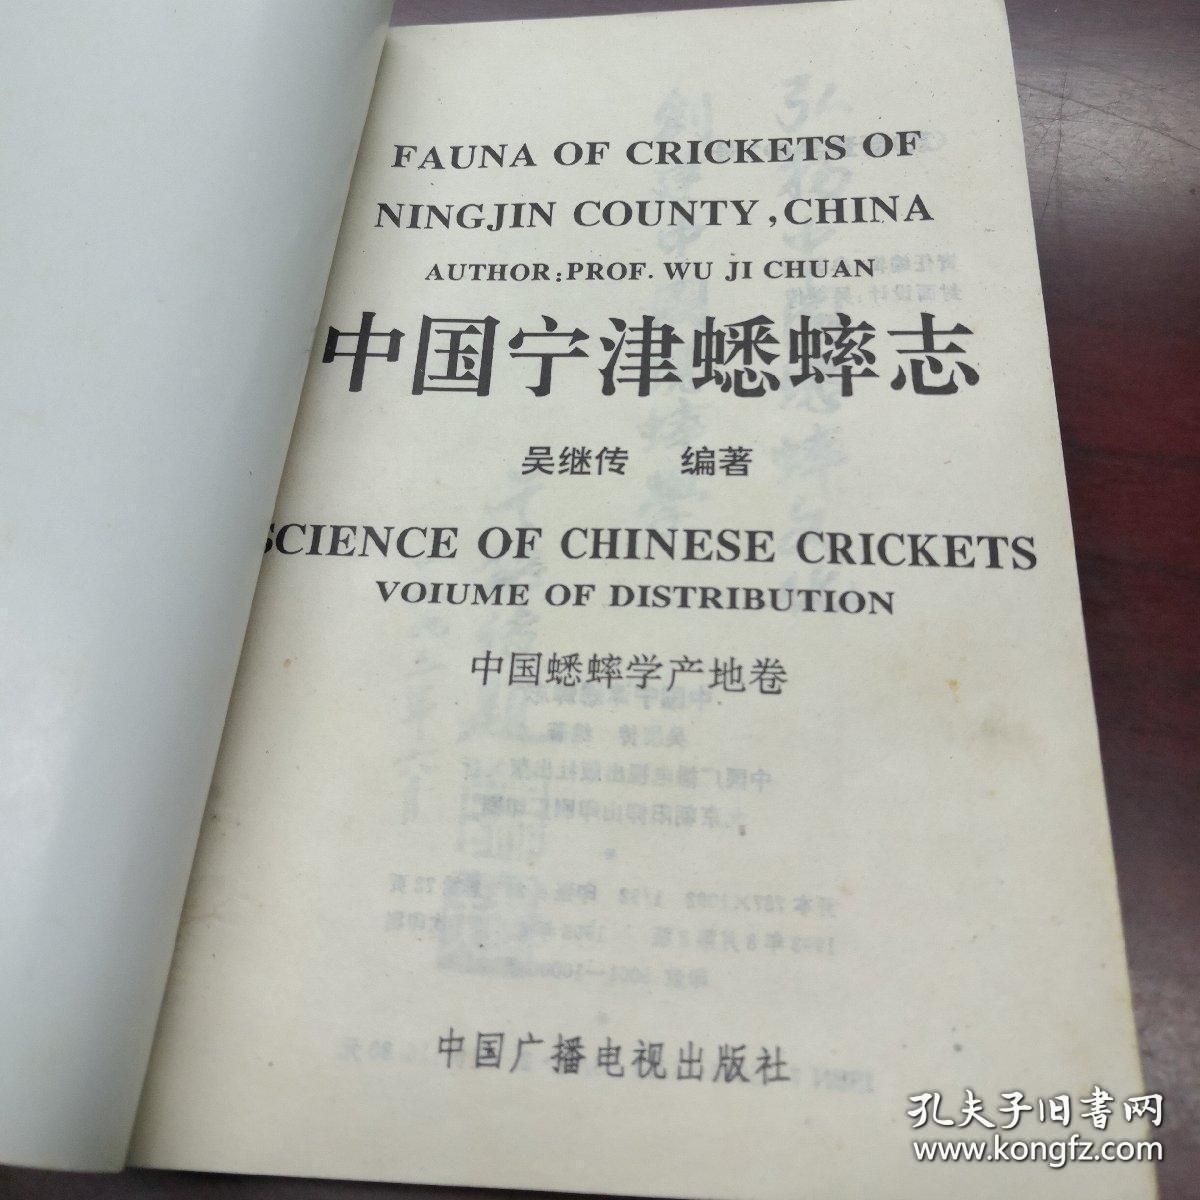 FAUNA OF CRICKETS OF
NINGJIN COUNTY,CHINA
AUTHOR:PROF. WU JI CHUAN
中国宁津蟋蟀志
吴继传 编著
SCIENCE OF CHINESE CRICKETS
VOIUME OF DISTRIBUTION
中国蟋蟀学产地卷
中国广播电视出版社
孔夫子旧书网
www.kongfz.com